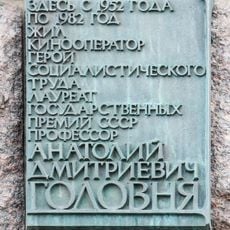 ЗДЕСЬ С 1952 ГОДА
ПО 1982 ГОД
ЖИЛ
КИНООПЕРАТОР
ГЕРОЙ
СОЦИАЛИСТИЧЕСКОГО
ТРУДА
ЛАУРЕАТ
ГОСУДАРСТВЕННЫХ
ПРЕМИЙ СССР
ПРОФЕССОР
АНАТОЛИЙ
ДМИТРИЕВИЧ
ГОЛОВНЯ